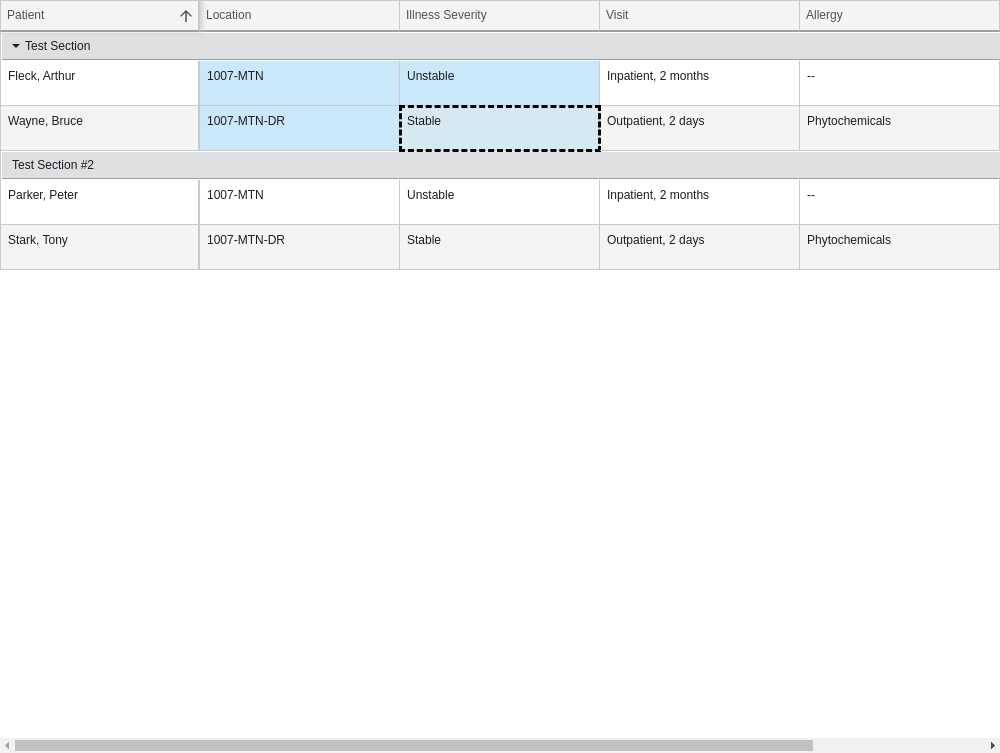 Patient Location Illness Severity Visit Allergy
Test Section
Fleck, Arthur 1007-MTN Unstable Inpatient, 2 months --
Wayne, Bruce 1007-MTN-DR Stable Outpatient, 2 days Phytochemicals
Test Section #2
Parker, Peter 1007-MTN Unstable Inpatient, 2 months --
Stark, Tony 1007-MTN-DR Stable Outpatient, 2 days Phytochemicals